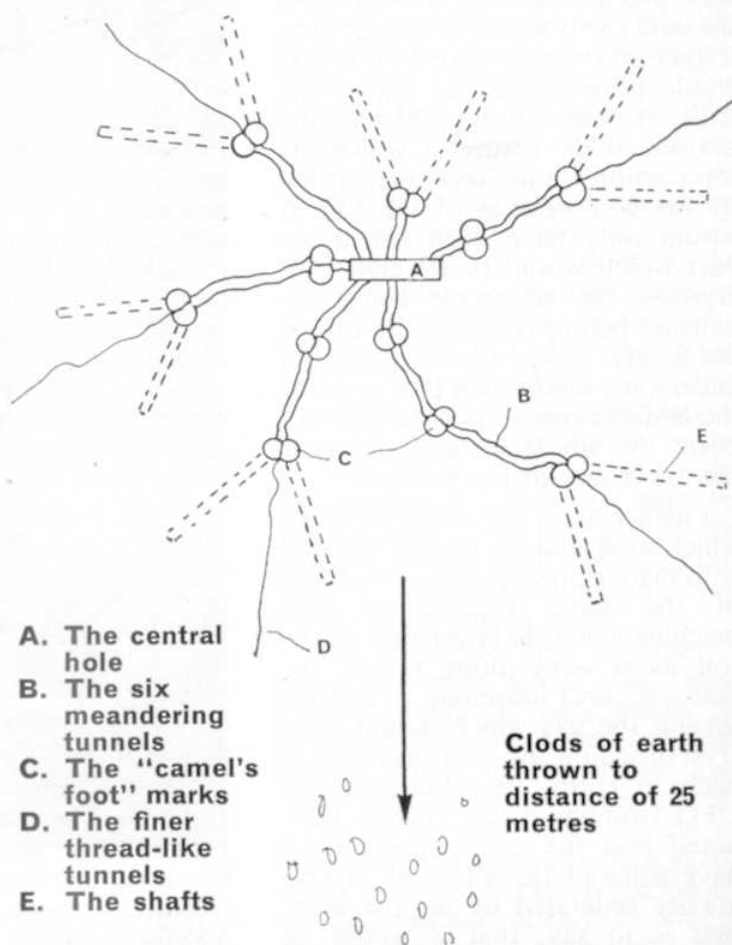 A
B
E
C
D
A. The central
hole
B. The six
meandering
tunnels
C. The "camel's
foot" marks
D. The finer
thread-like
tunnels
E. The shafts
Clods of earth
thrown to
distance of 25
metres